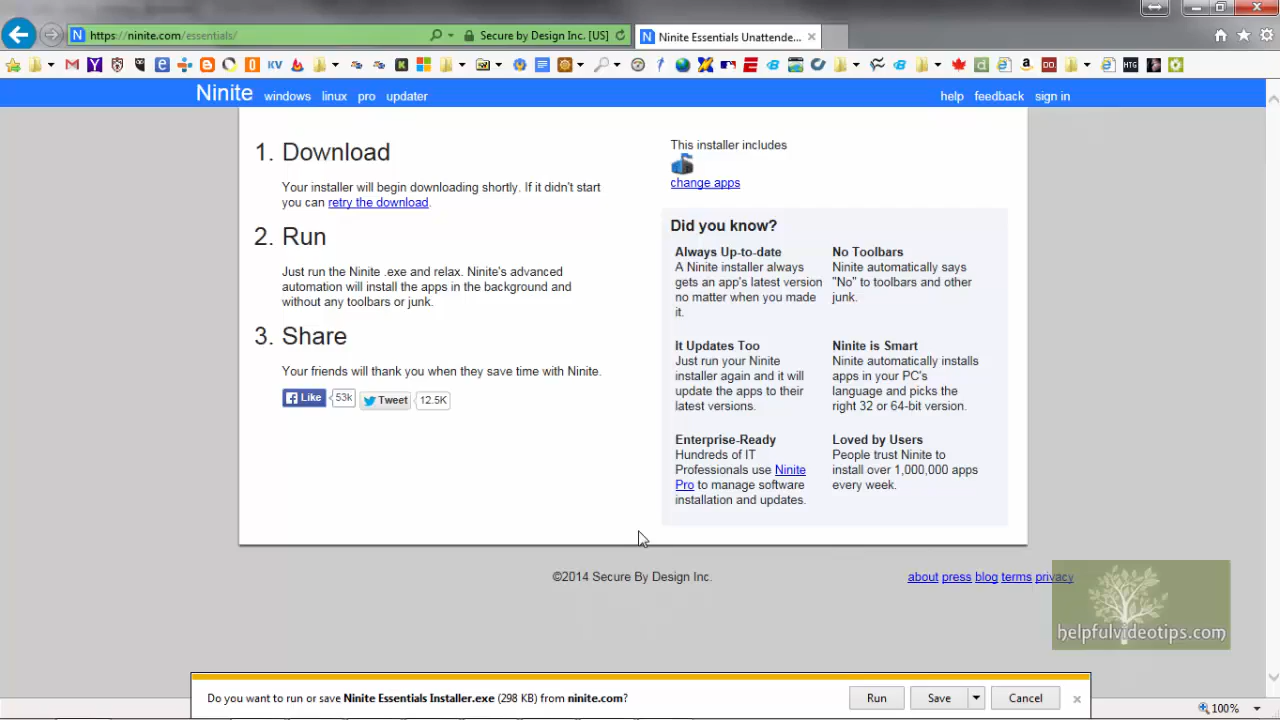 https://ninite.com/essentials/
Secure by Design Inc. [US]
Ninite Essentials Unattende...
Ninite windows linux pro updater
help feedback sign in
1. Download
Your installer will begin downloading shortly. If it didn't start
you can retry the download.
2. Run
Just run the Ninite .exe and relax. Ninite's advanced
automation will install the apps in the background and
without any toolbars or junk.
3. Share
Your friends will thank you when they save time with Ninite.
Like 53k Tweet 12.5K
This installer includes
change apps
Did you know?
Always Up-to-date
A Ninite installer always
gets an app's latest version
no matter when you made
it.
No Toolbars
Ninite automatically says
"No" to toolbars and other
junk.
It Updates Too
Just run your Ninite
installer again and it will
update the apps to their
latest versions.
Ninite is Smart
Ninite automatically installs
apps in your PC's
language and picks the
right 32 or 64-bit version.
Enterprise-Ready
Hundreds of IT
Professionals use Ninite
Pro to manage software
installation and updates.
Loved by Users
People trust Ninite to
install over 1,000,000 apps
every week.
©2014 Secure By Design Inc.
about press blog terms privacy
helpfulvideotips.com
Do you want to run or save Ninite Essentials Installer.exe (298 KB) from ninite.com?
Run Save Cancel
100%